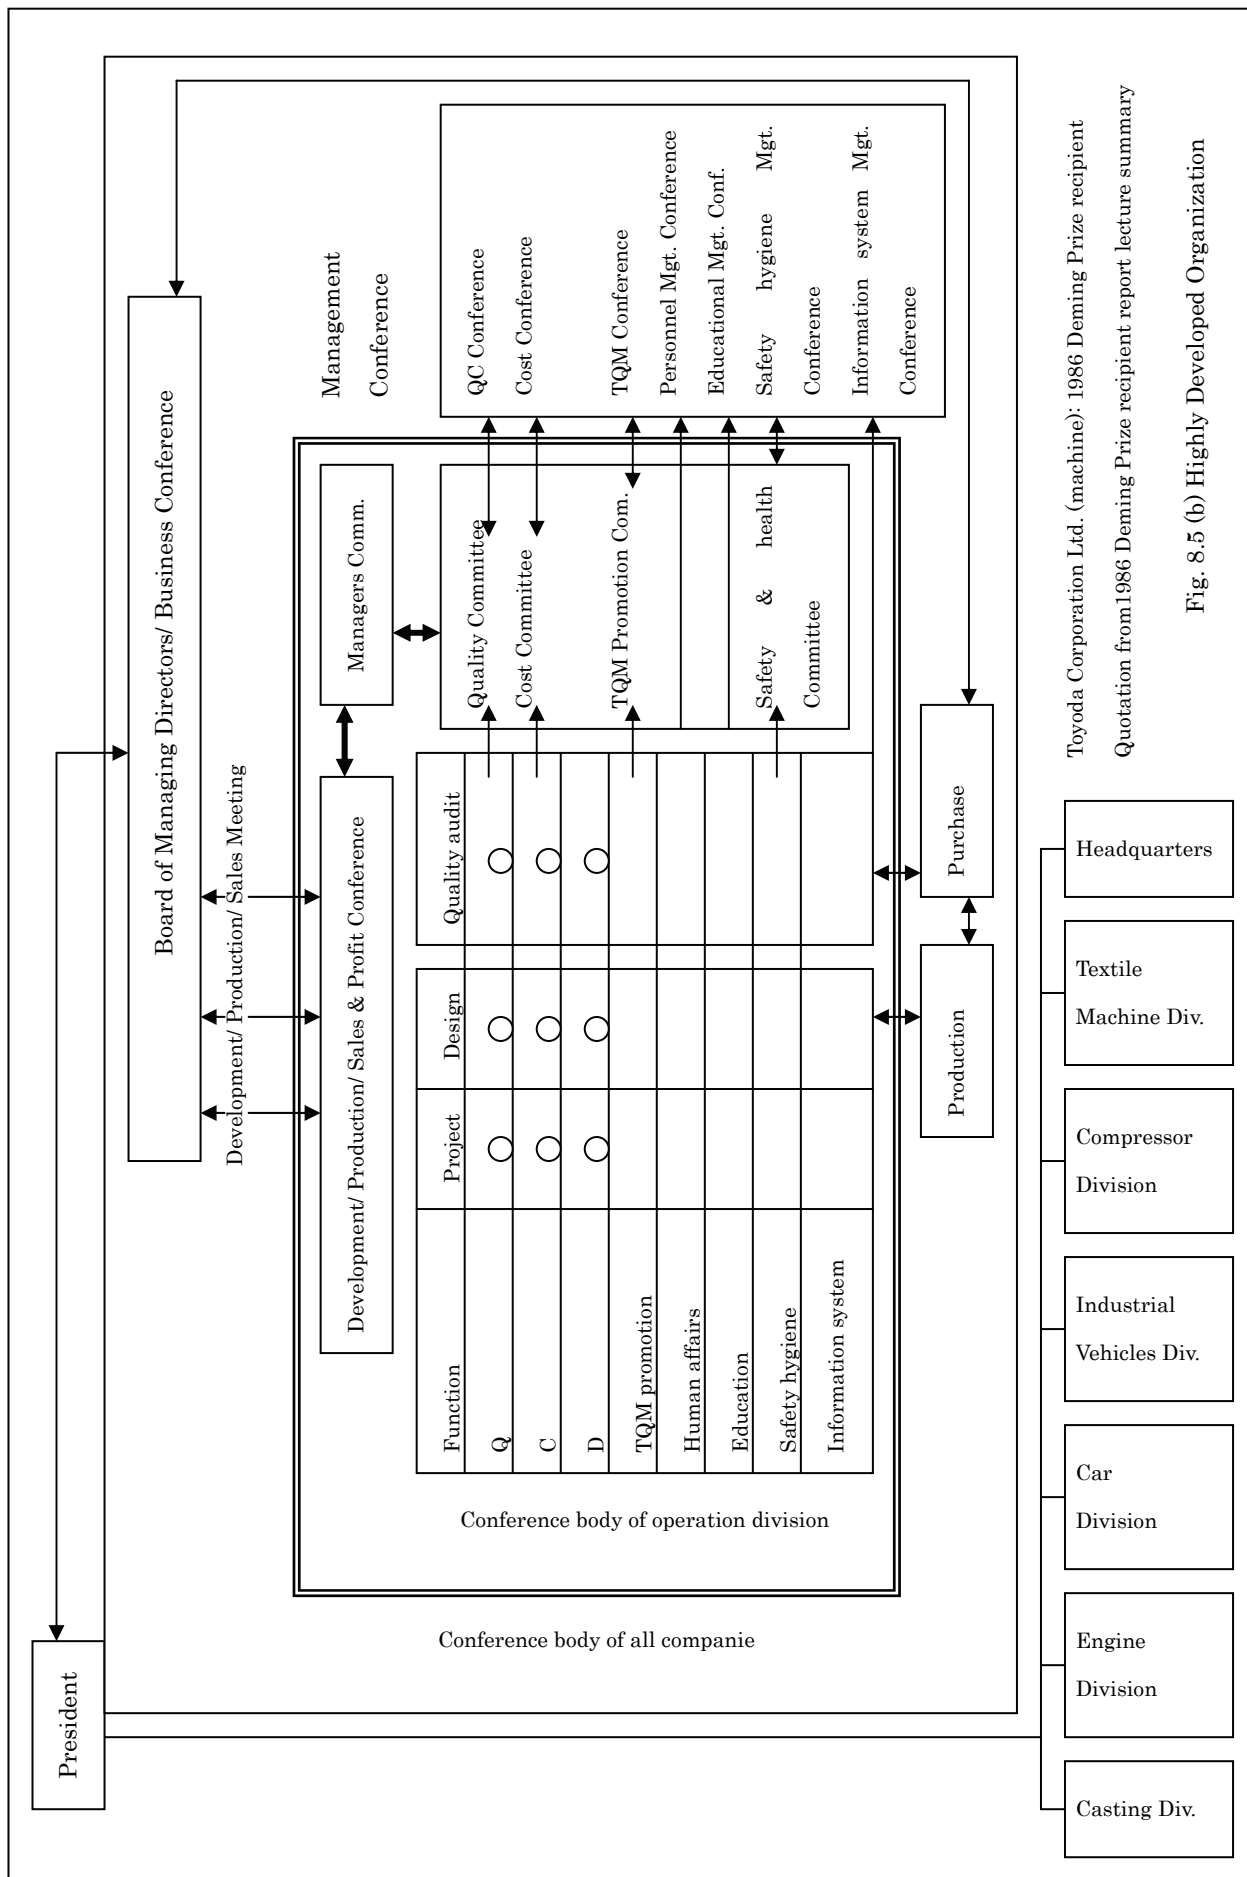 President
Board of Managing Directors/ Business Conference
Development/ Production/ Sales Meeting
Management
Conference
Development/ Production/ Sales & Profit Conference
Managers Comm.
Function
Project
Design
Quality audit
Q
C
D
TQM promotion
Human affairs
Education
Safety hygiene
Information system
Quality Committee
Cost Committee
TQM Promotion Com.
Safety & health
Committee
QC Conference
Cost Conference
TQM Conference
Personnel Mgt. Conference
Educational Mgt. Conf.
Safety hygiene Mgt.
Conference
Information system Mgt.
Conference
Conference body of operation division
Conference body of all companie
Production
Purchase
Casting Div.
Engine
Division
Car
Division
Industrial
Vehicles Div.
Compressor
Division
Textile
Machine Div.
Headquarters
Toyoda Corporation Ltd. (machine): 1986 Deming Prize recipient
Quotation from1986 Deming Prize recipient report lecture summary
Fig. 8.5 (b) Highly Developed Organization